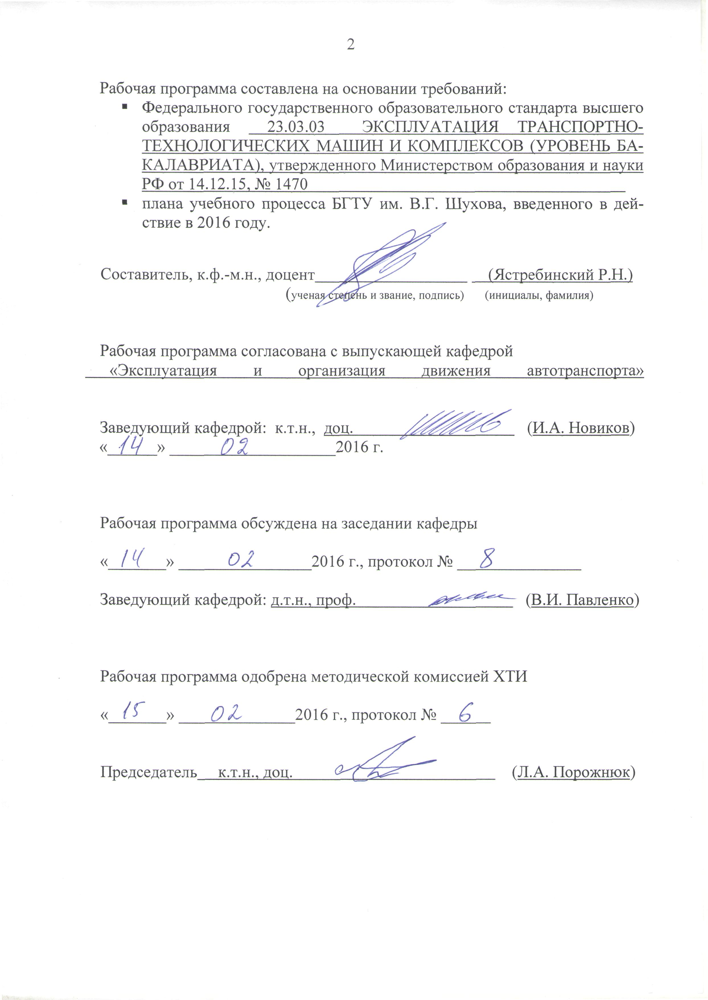 2
Рабочая программа составлена на основании требований:
▪ Федерального государственного образовательного стандарта высшего
образования 23.03.03 ЭКСПЛУАТАЦИЯ ТРАНСПОРТНО-
ТЕХНОЛОГИЧЕСКИХ МАШИН И КОМПЛЕКСОВ (УРОВЕНЬ БА-
КАЛАВРИАТА), утвержденного Министерством образования и науки
РФ от 14.12.15, № 1470
▪ плана учебного процесса БГТУ им. В.Г. Шухова, введенного в дей-
ствие в 2016 году.
Составитель, к.ф.-м.н., доцент (Ястребинский Р.Н.)
(ученая степень и звание, подпись) (инициалы, фамилия)
Рабочая программа согласована с выпускающей кафедрой
«Эксплуатация и организация движения автотранспорта»
Заведующий кафедрой: к.т.н., доц. (И.А. Новиков)
« 14 » 02 2016 г.
Рабочая программа обсуждена на заседании кафедры
« 14 » 02 2016 г., протокол № 8
Заведующий кафедрой: д.т.н., проф. (В.И. Павленко)
Рабочая программа одобрена методической комиссией ХТИ
« 15 » 02 2016 г., протокол № 6
Председатель к.т.н., доц. (Л.А. Порожнюк)